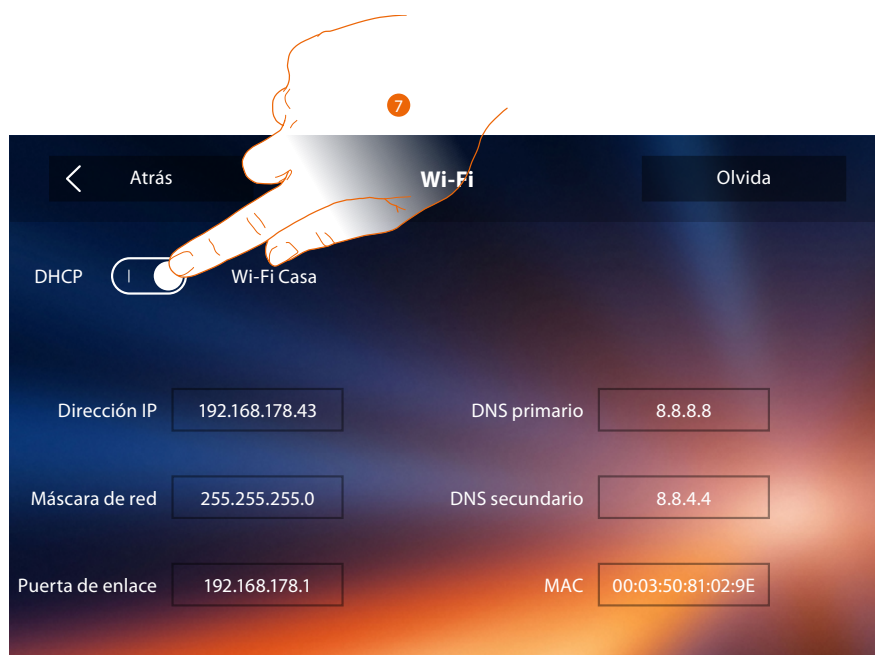 7
Atrás
Wi-Fi
Olvida
DHCP
Wi-Fi Casa
Dirección IP 192.168.178.43
DNS primario 8.8.8.8
Máscara de red 255.255.255.0
DNS secundario 8.8.4.4
Puerta de enlace 192.168.178.1
MAC 00:03:50:81:02:9E